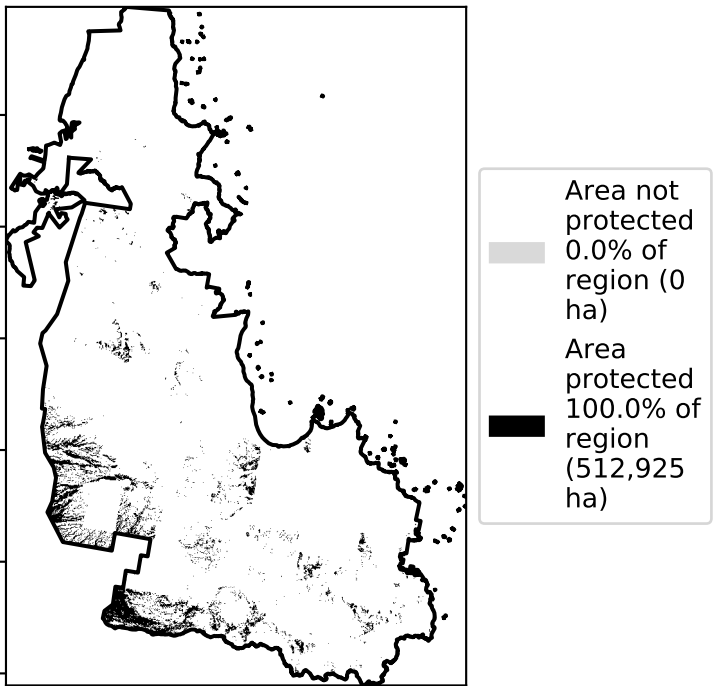 Area not
protected
0.0% of
region (0
ha)
Area
protected
100.0% of
region
(512,925
ha)